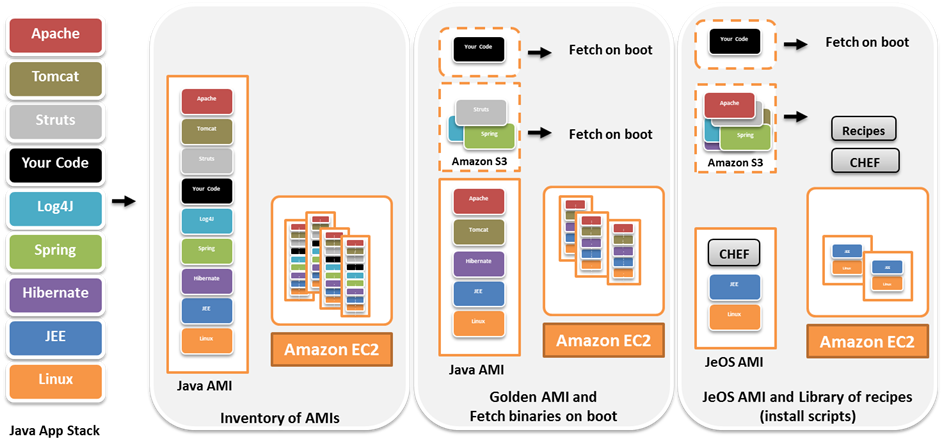 Apache
Tomcat
Struts
Your Code
Log4J
Spring
Hibernate
JEE
Linux
Java App Stack
Apache
Tomcat
Struts
Your Code
Log4J
Spring
Hibernate
JEE
Linux
Java AMI
Amazon EC2
Inventory of AMIs
Your Code
Fetch on boot
Struts
Spring
Amazon S3
Fetch on boot
Apache
Tomcat
Hibernate
JEE
Linux
Java AMI
Amazon EC2
Golden AMI and
Fetch binaries on boot
Your Code
Fetch on boot
Apache
Spring
Amazon S3
Recipes
CHEF
CHEF
JEE
Linux
JeOS AMI
JEE
Linux
JEE
Linux
Amazon EC2
JeOS AMI and Library of recipes
(install scripts)